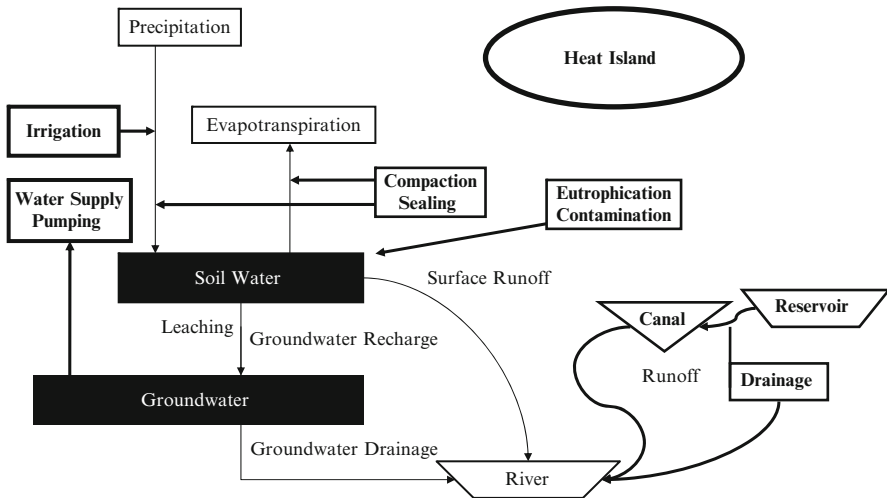 Precipitation
Heat Island
Irrigation
Evapotranspiration
Compaction
Sealing
Eutrophication
Contamination
Water Supply
Pumping
Soil Water
Surface Runoff
Canal
Reservoir
Leaching
Groundwater Recharge
Runoff
Drainage
Groundwater
Groundwater Drainage
River